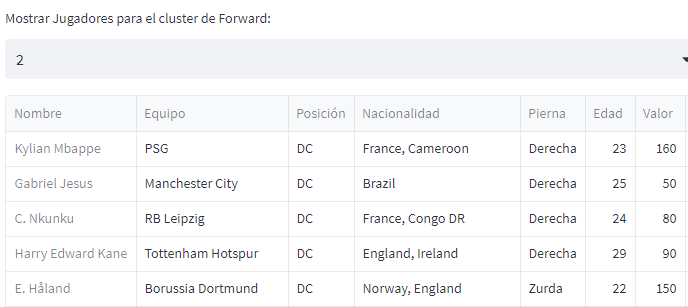 Mostrar Jugadores para el cluster de Forward:
2
Nombre Equipo Posición Nacionalidad Pierna Edad Valor
Kylian Mbappe PSG DC France, Cameroon Derecha 23 160
Gabriel Jesus Manchester City DC Brazil Derecha 25 50
C. Nkunku RB Leipzig DC France, Congo DR Derecha 24 80
Harry Edward Kane Tottenham Hotspur DC England, Ireland Derecha 29 90
E. Håland Borussia Dortmund DC Norway, England Zurda 22 150